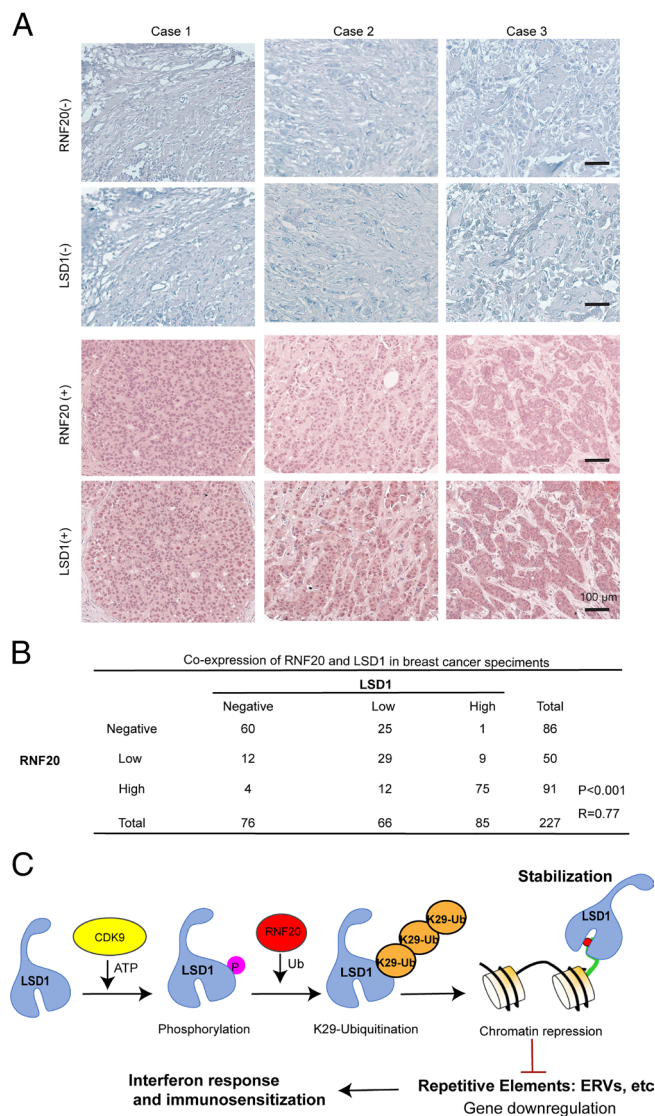 A
Case 1 Case 2 Case 3
RNF20(-)
LSD1(-)
RNF20 (+)
LSD1(+)
100 µm
B
Co-expression of RNF20 and LSD1 in breast cancer speciments
LSD1
Negative Low High Total
Negative 60 25 1 86
RNF20 Low 12 29 9 50
High 4 12 75 91 P<0.001
R=0.77
Total 76 66 85 227
C
Stabilization
LSD1
K29-Ub
CDK9 RNF20 K29-Ub
K29-Ub
LSD1 ATP LSD1 P Ub LSD1
Phosphorylation K29-Ubiquitination Chromatin repression
Interferon response
and immunosensitization
Repetitive Elements: ERVs, etc
Gene downregulation